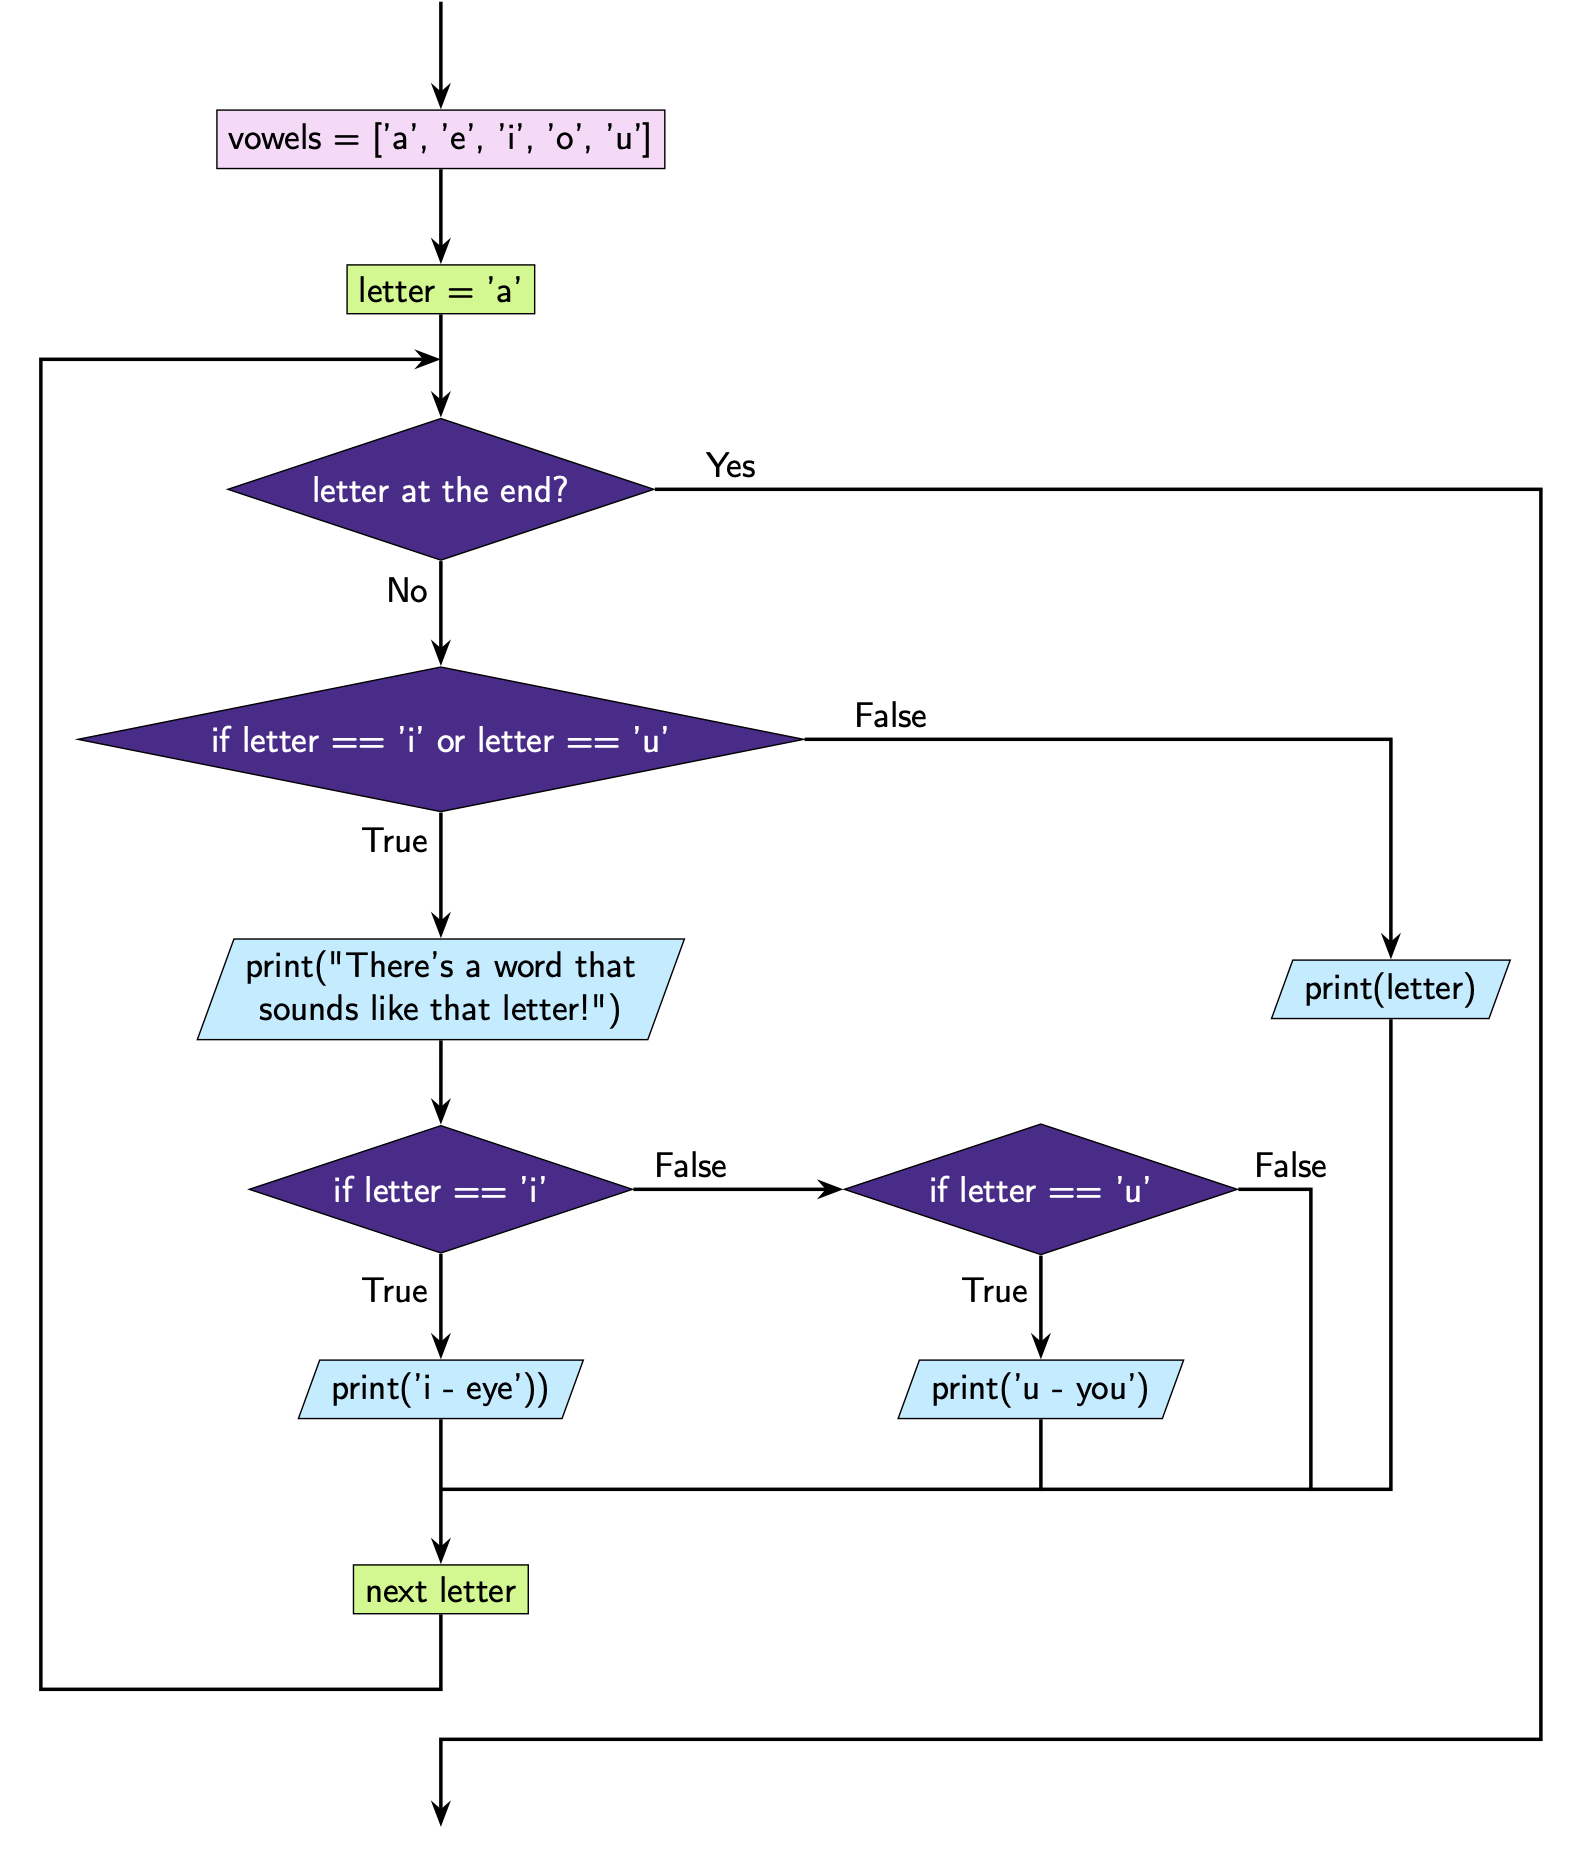 vowels = ['a', 'e', 'i', 'o', 'u']
letter = 'a'
letter at the end?
Yes
No
if letter == 'i' or letter == 'u'
False
True
print("There's a word that
sounds like that letter!")
print(letter)
if letter == 'i'
False
if letter == 'u'
False
True
True
print('i - eye'))
print('u - you')
next letter